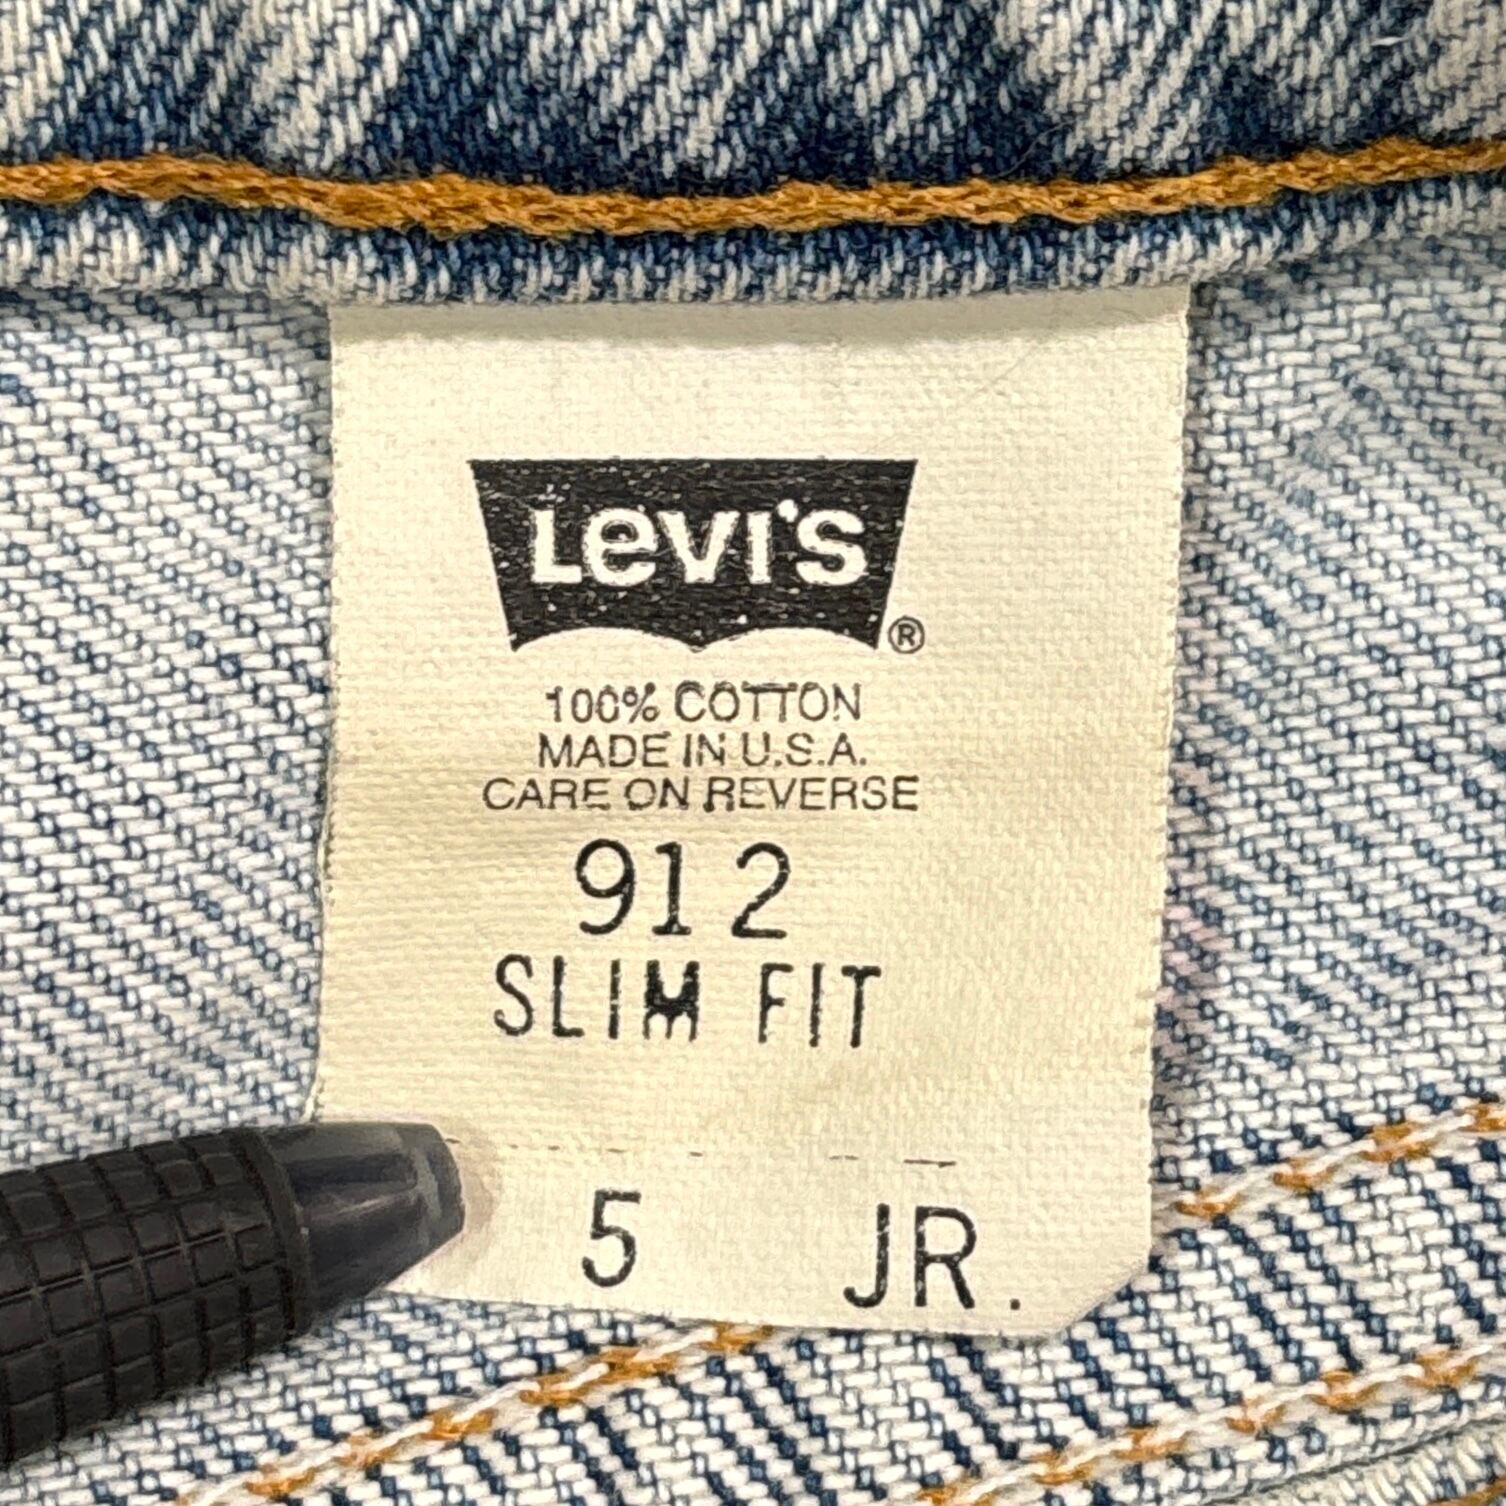 Levi's ®
100% COTTON
MADE IN U.S.A.
CARE ON REVERSE
912
SLIM FIT
5 JR.